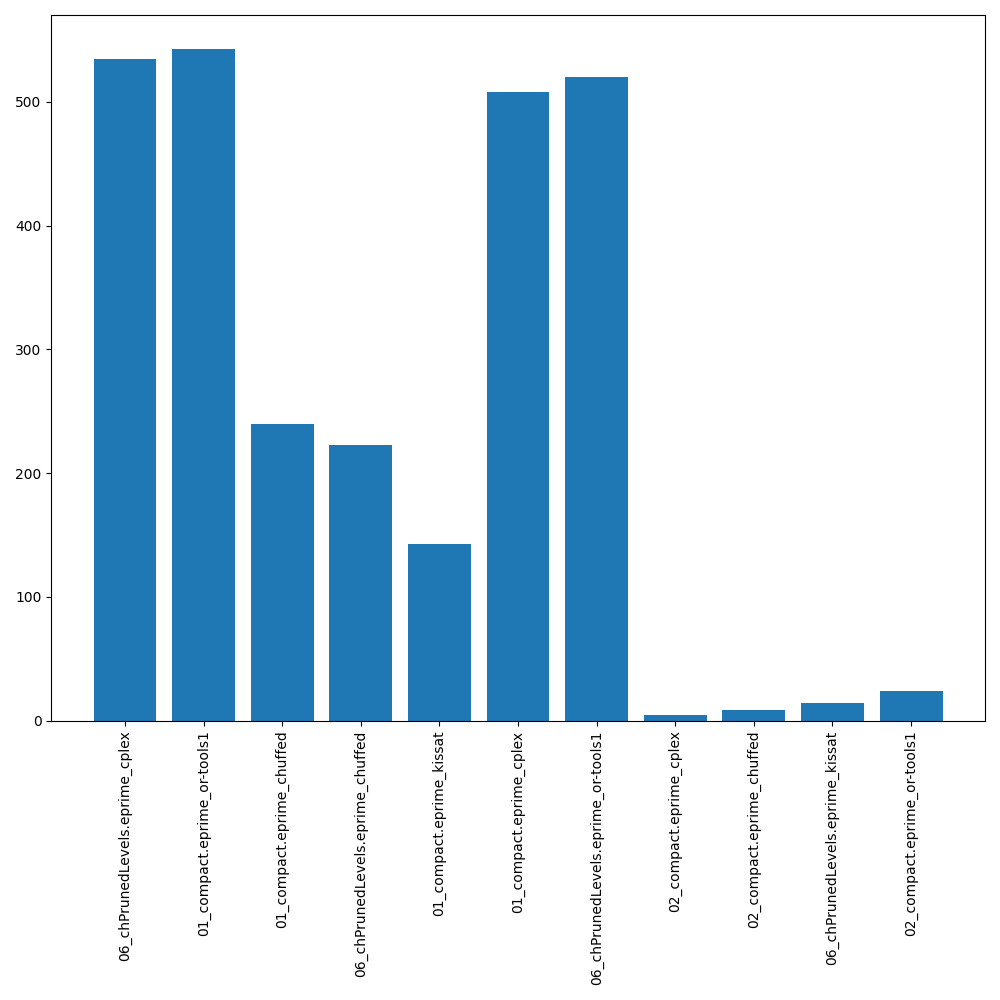 500
400
300
200
100
0
06_chPrunedLevels.eprime_cplex
01_compact.eprime_or-tools1
01_compact.eprime_chuffed
06_chPrunedLevels.eprime_chuffed
01_compact.eprime_kissat
01_compact.eprime_cplex
06_chPrunedLevels.eprime_or-tools1
02_compact.eprime_cplex
02_compact.eprime_chuffed
06_chPrunedLevels.eprime_kissat
02_compact.eprime_or-tools1